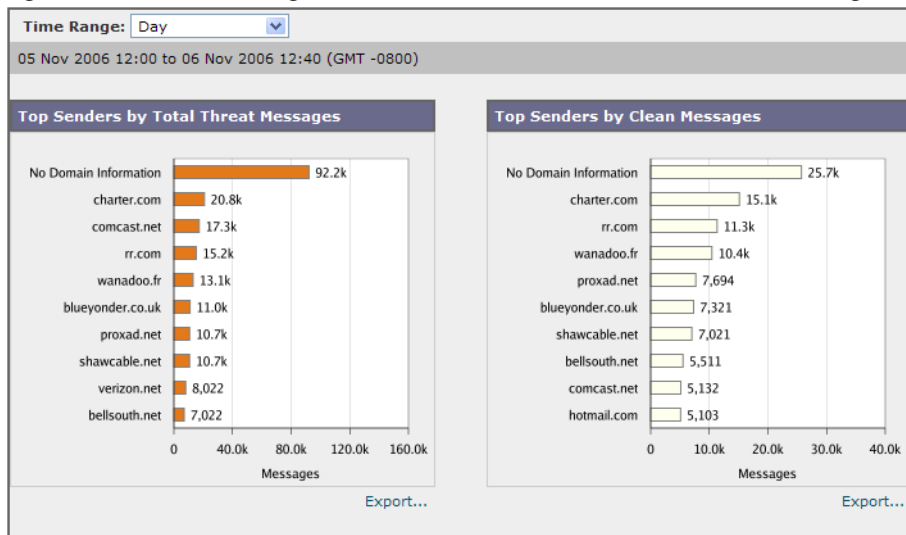 Time Range: Day
05 Nov 2006 12:00 to 06 Nov 2006 12:40 (GMT -0800)
Top Senders by Total Threat Messages
No Domain Information 92.2k
charter.com 20.8k
comcast.net 17.3k
rr.com 15.2k
wanadoo.fr 13.1k
blueyonder.co.uk 11.0k
proxad.net 10.7k
shawcable.net 10.7k
verizon.net 8,022
bellsouth.net 7,022
0 40.0k 80.0k 120.0k 160.0k
Messages
Export...
Top Senders by Clean Messages
No Domain Information 25.7k
charter.com 15.1k
rr.com 11.3k
wanadoo.fr 10.4k
proxad.net 7,694
blueyonder.co.uk 7,321
shawcable.net 7,021
bellsouth.net 5,511
comcast.net 5,132
hotmail.com 5,103
0 10.0k 20.0k 30.0k 40.0k
Messages
Export...